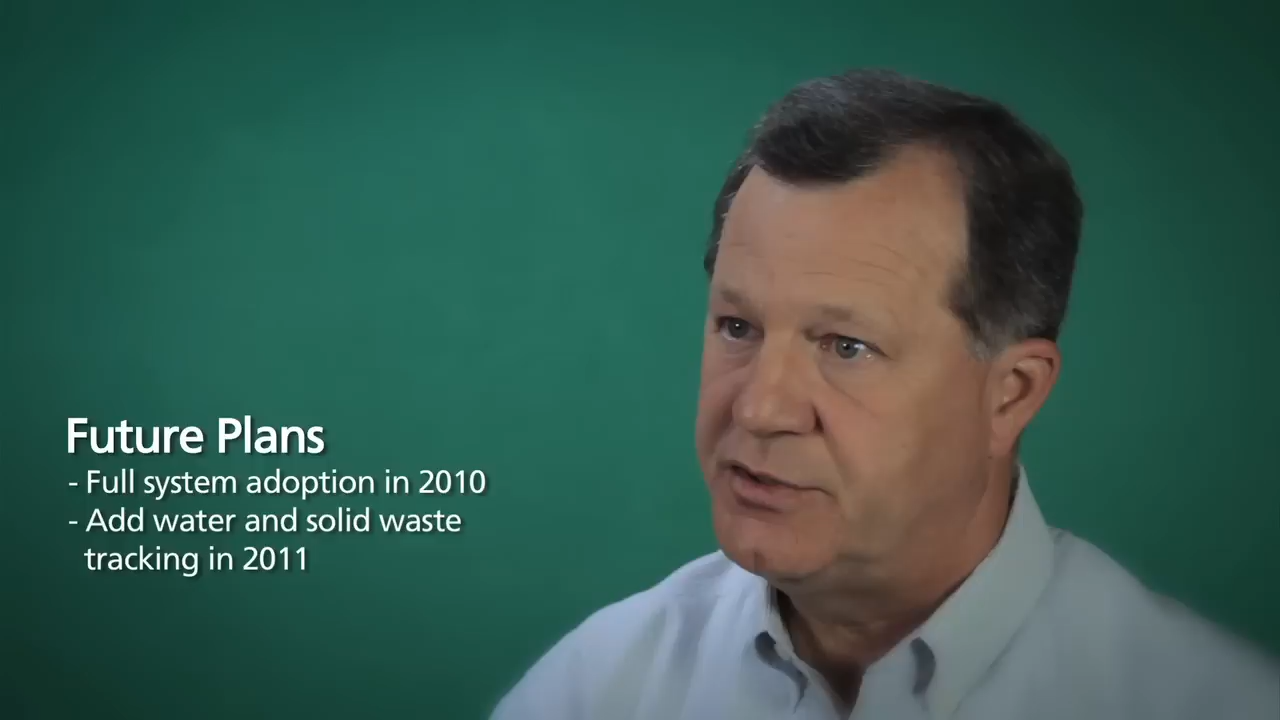 Future Plans
- Full system adoption in 2010
- Add water and solid waste
tracking in 2011